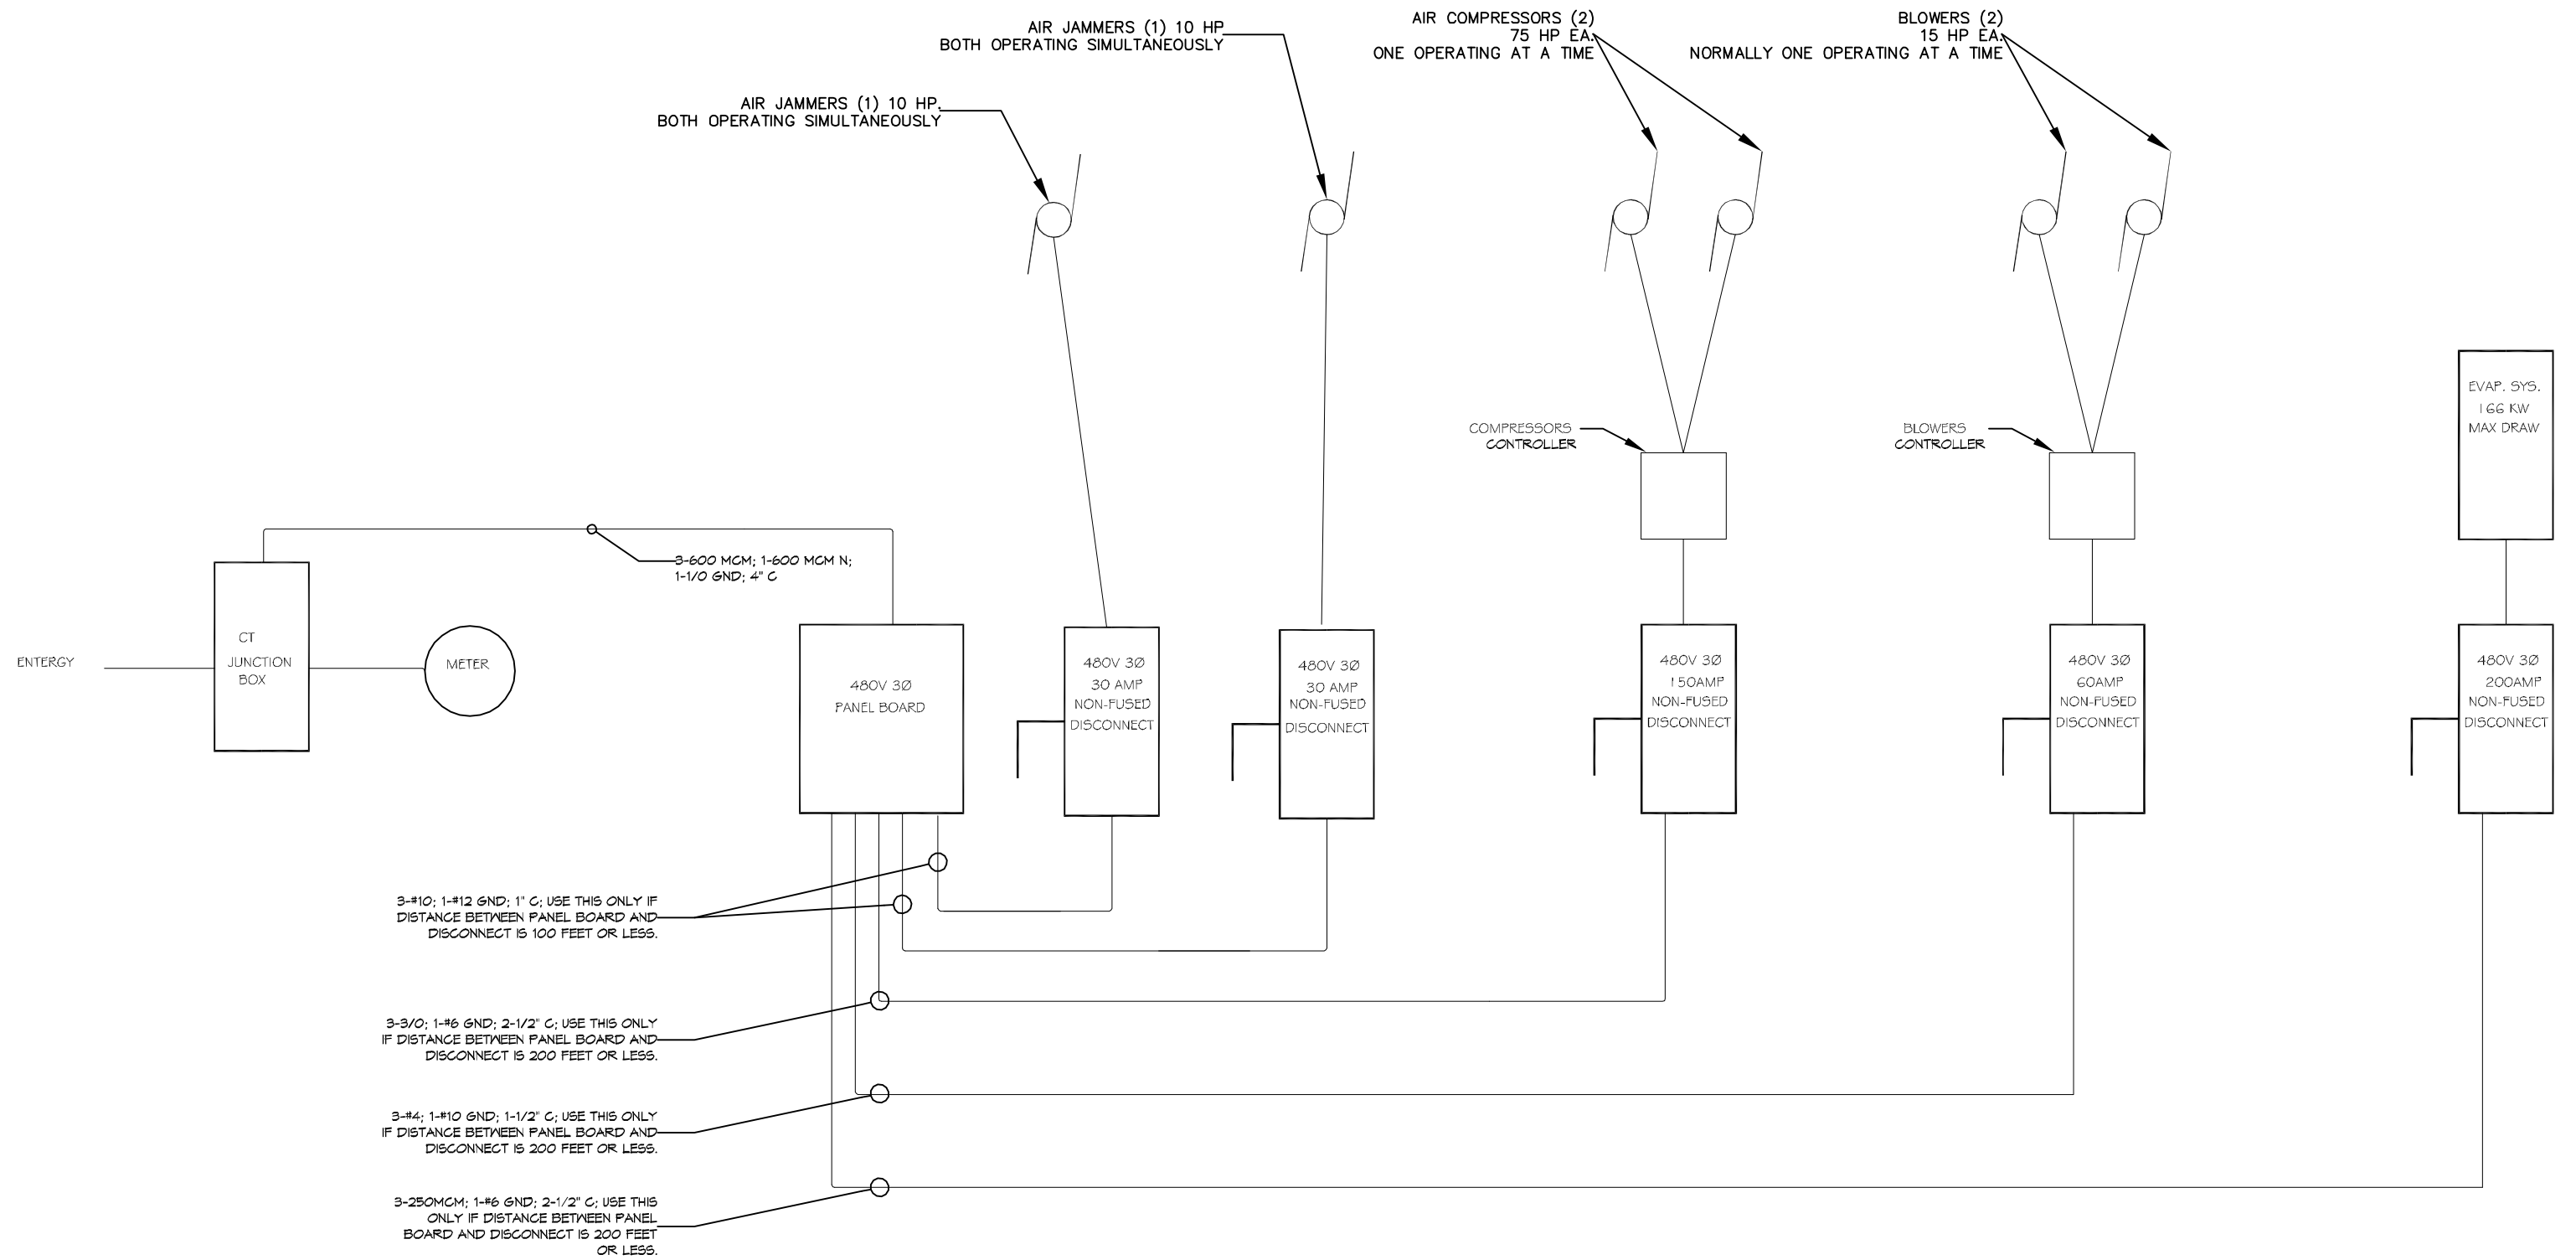 AIR JAMMERS (1) 10 HP
BOTH OPERATING SIMULTANEOUSLY
AIR COMPRESSORS (2)
75 HP EA.
ONE OPERATING AT A TIME
BLOWERS (2)
15 HP EA.
NORMALLY ONE OPERATING AT A TIME
AIR JAMMERS (1) 10 HP.
BOTH OPERATING SIMULTANEOUSLY
EVAP. SYS.
166 KW
MAX DRAW
COMPRESSORS
CONTROLLER
BLOWERS
CONTROLLER
3-600 MCM; 1-600 MCM N;
1-1/0 GND; 4" C
ENTERGY
CT
JUNCTION
BOX
METER
480V 3Ø
PANEL BOARD
480V 3Ø
30 AMP
NON-FUSED
DISCONNECT
480V 3Ø
30 AMP
NON-FUSED
DISCONNECT
480V 3Ø
150AMP
NON-FUSED
DISCONNECT
480V 3Ø
60AMP
NON-FUSED
DISCONNECT
480V 3Ø
200AMP
NON-FUSED
DISCONNECT
3-#10; 1-#12 GND; 1" C; USE THIS ONLY IF
DISTANCE BETWEEN PANEL BOARD AND
DISCONNECT IS 100 FEET OR LESS.
3-3/0; 1-#6 GND; 2-1/2" C; USE THIS ONLY
IF DISTANCE BETWEEN PANEL BOARD AND
DISCONNECT IS 200 FEET OR LESS.
3-#4; 1-#10 GND; 1-1/2" C; USE THIS ONLY
IF DISTANCE BETWEEN PANEL BOARD AND
DISCONNECT IS 200 FEET OR LESS.
3-250MCM; 1-#6 GND; 2-1/2" C; USE THIS
ONLY IF DISTANCE BETWEEN PANEL
BOARD AND DISCONNECT IS 200 FEET
OR LESS.